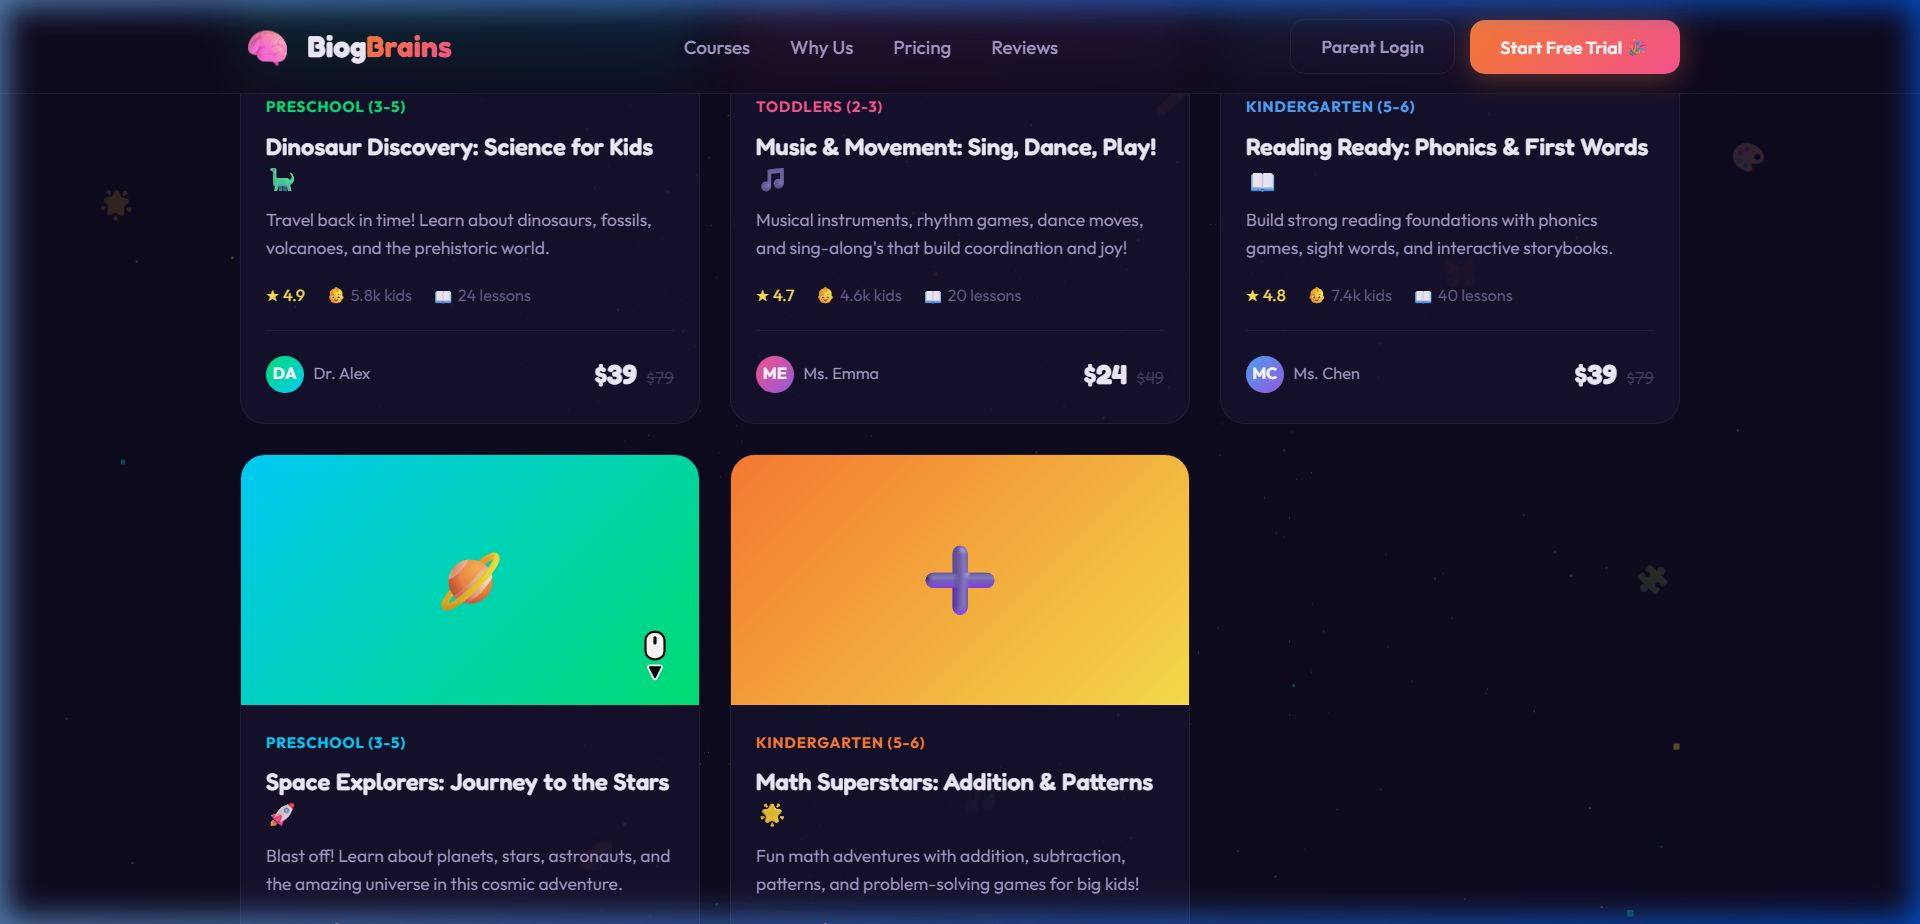 BiogBrains
Courses
Why Us
Pricing
Reviews
Parent Login
Start Free Trial 🎉
PRESCHOOL (3-5)
Dinosaur Discovery: Science for Kids
🦕
Travel back in time! Learn about dinosaurs, fossils,
volcanoes, and the prehistoric world.
★ 4.9 👶 5.8k kids 📖 24 lessons
DA Dr. Alex $39 $79
TODDLERS (2-3)
Music & Movement: Sing, Dance, Play!
🎵
Musical instruments, rhythm games, dance moves,
and sing-along's that build coordination and joy!
★ 4.7 👶 4.6k kids 📖 20 lessons
ME Ms. Emma $24 $49
KINDERGARTEN (5-6)
Reading Ready: Phonics & First Words
📖
Build strong reading foundations with phonics
games, sight words, and interactive storybooks.
★ 4.8 👶 7.4k kids 📖 40 lessons
MC Ms. Chen $39 $79
PRESCHOOL (3-5)
Space Explorers: Journey to the Stars
🚀
Blast off! Learn about planets, stars, astronauts, and
the amazing universe in this cosmic adventure.
KINDERGARTEN (5-6)
Math Superstars: Addition & Patterns
🌟
Fun math adventures with addition, subtraction,
patterns, and problem-solving games for big kids!